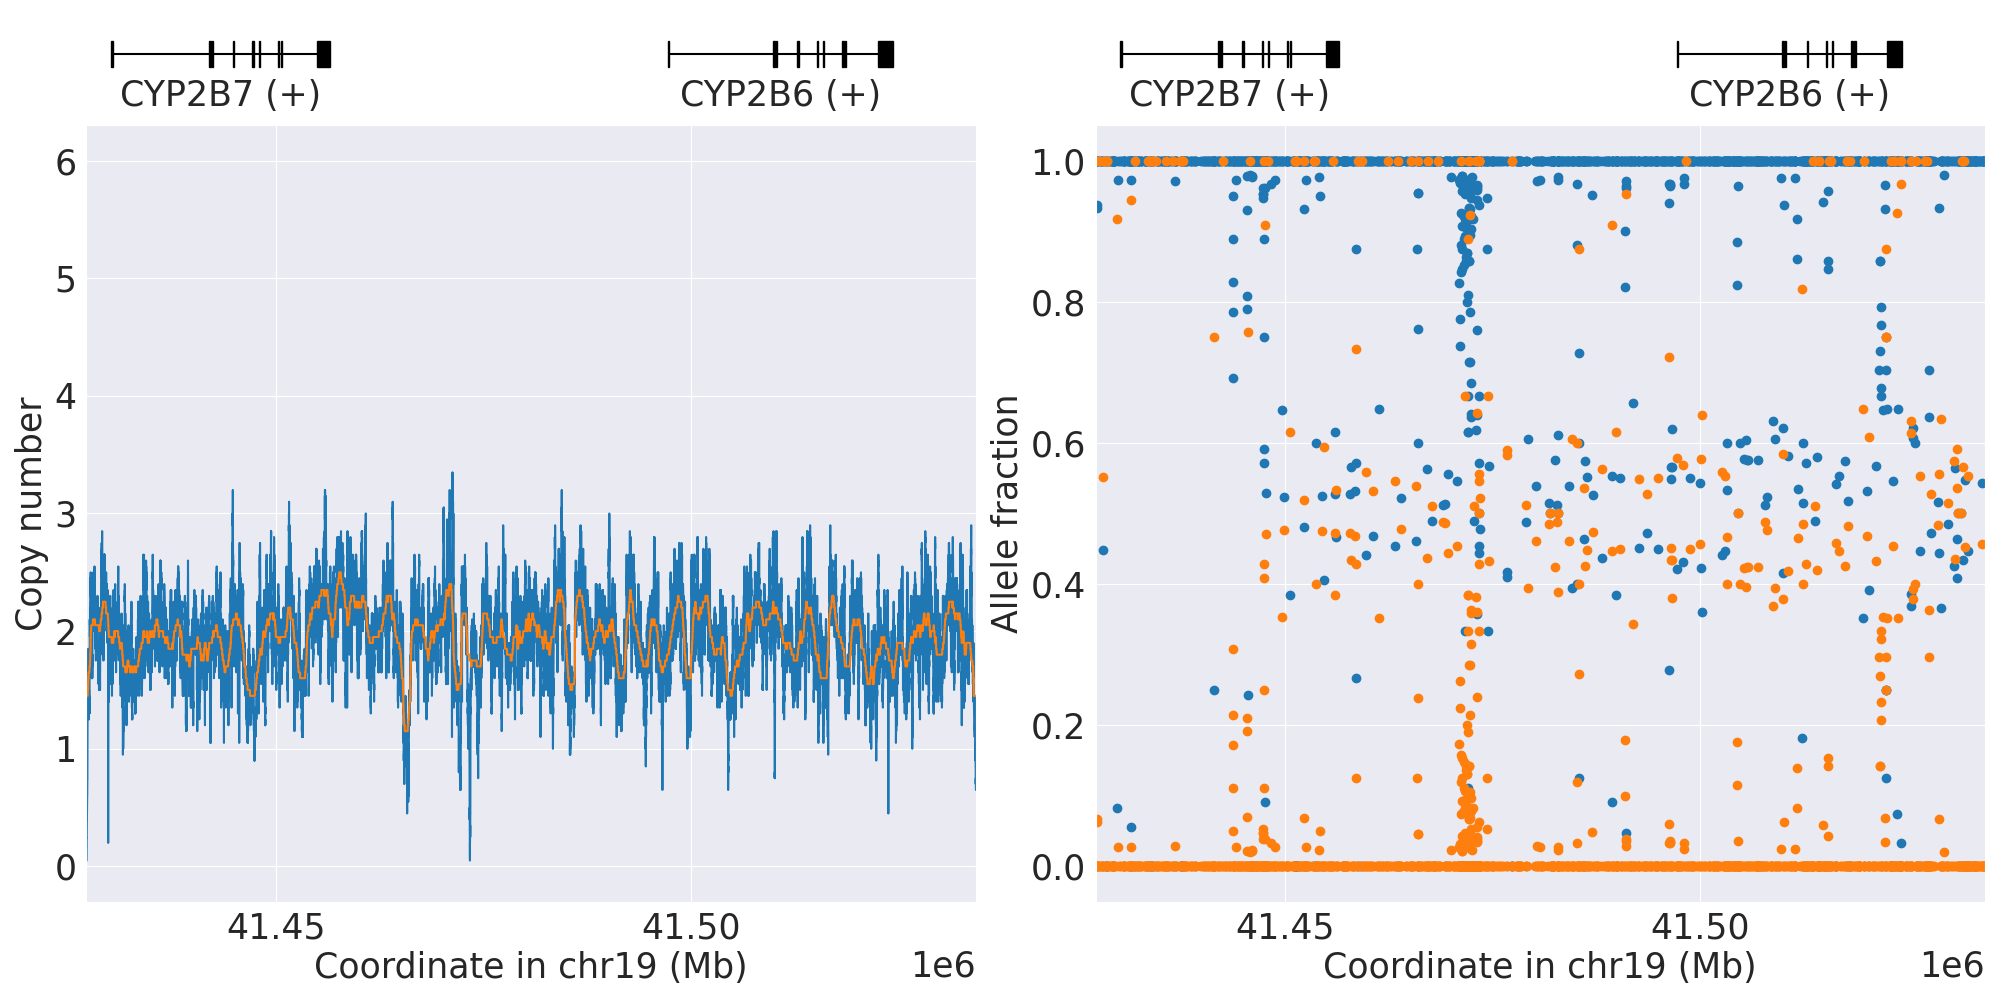 CYP2B7 (+)
CYP2B6 (+)
Copy number
6
5
4
3
2
1
0
41.45
41.50
Coordinate in chr19 (Mb)
1e6
CYP2B7 (+)
CYP2B6 (+)
Allele fraction
1.0
0.8
0.6
0.4
0.2
0.0
41.45
41.50
Coordinate in chr19 (Mb)
1e6